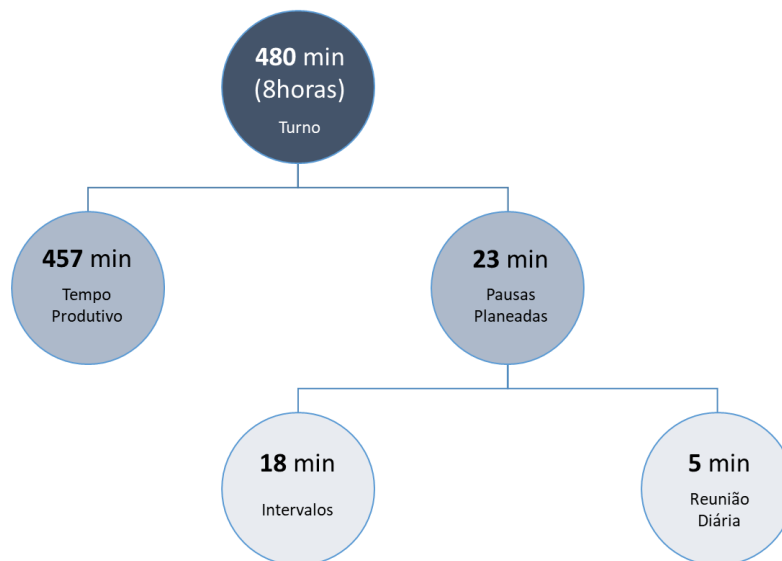 480 min
(8horas)
Turno
457 min
Tempo
Produtivo
23 min
Pausas
Planeadas
18 min
Intervalos
5 min
Reunião
Diária